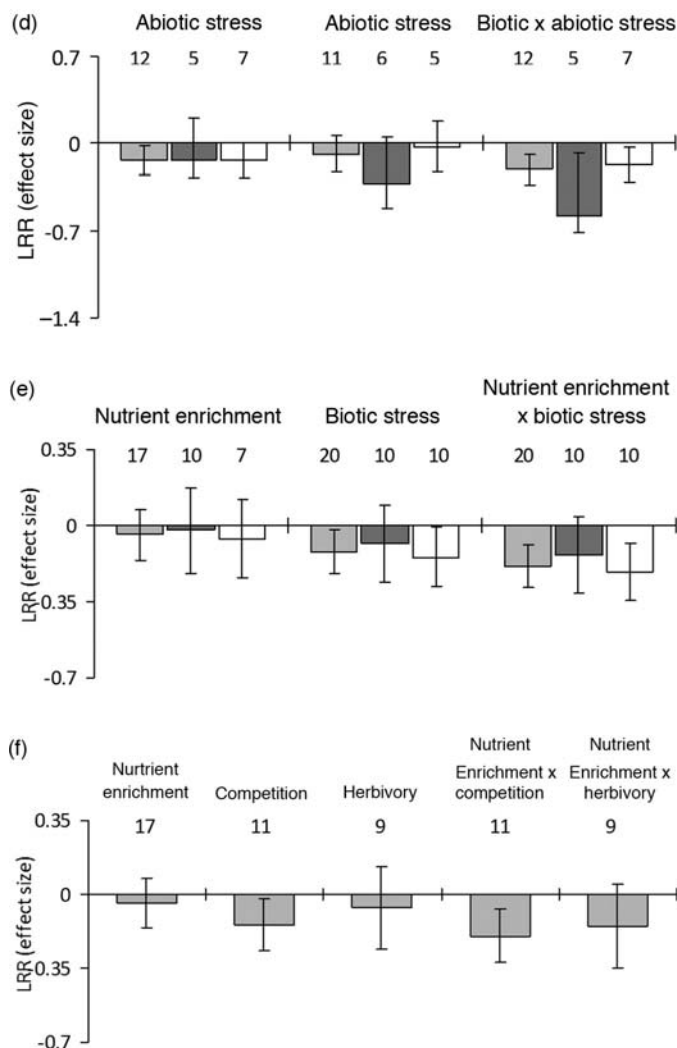 (d)
Abiotic stress Abiotic stress Biotic x abiotic stress
0.7
12 5 7 11 6 5 12 5 7
0
-0.7
−1.4
LRR (effect size)
(e)
Nutrient enrichment Biotic stress Nutrient enrichment
x biotic stress
0.35
17 10 7 20 10 10 20 10 10
0
0.35
-0.7
LRR (effect size)
(f)
Nurtrient
enrichment
Competition
Herbivory
Nutrient
Enrichment x
competition
Nutrient
Enrichment x
herbivory
0.35
17 11 9 11 9
0
0.35
-0.7
LRR (effect size)